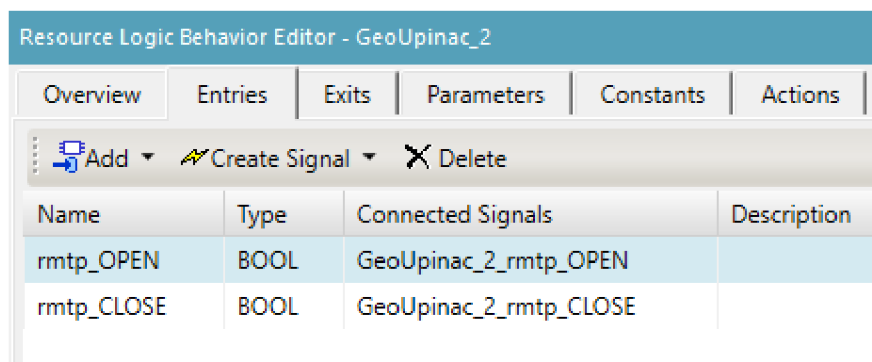 Resource Logic Behavior Editor - GeoUpinac_2
Overview Entries Exits Parameters Constants Actions
Add Create Signal Delete
Name Type Connected Signals Description
rmtp_OPEN BOOL GeoUpinac_2_rmtp_OPEN
rmtp_CLOSE BOOL GeoUpinac_2_rmtp_CLOSE